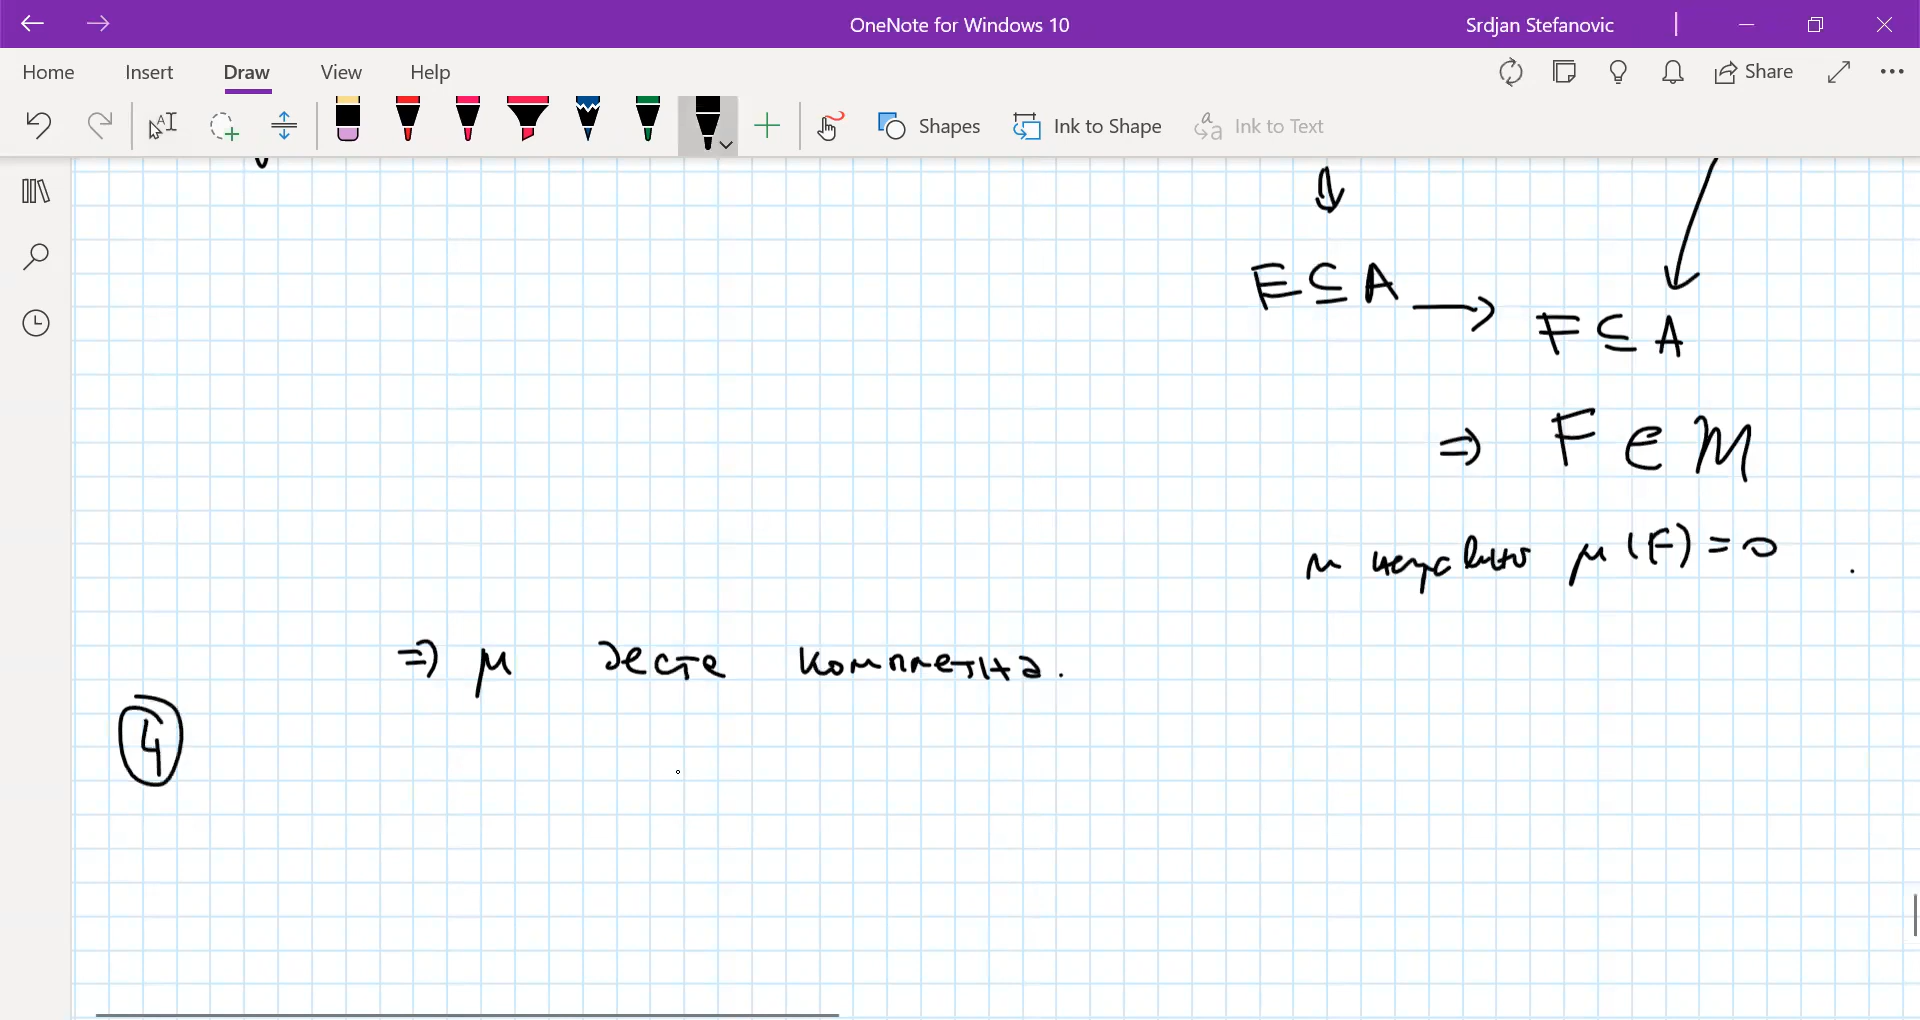 OneNote for Windows 10
Srdjan Stefanovic
Home Insert Draw View Help
Share
Shapes Ink to Shape Ink to Text
E ⊆ A → F ⊆ A
⇒ F ∈ M
и μ(F) = 0 .
⇒ μ јесте комплетна.
4